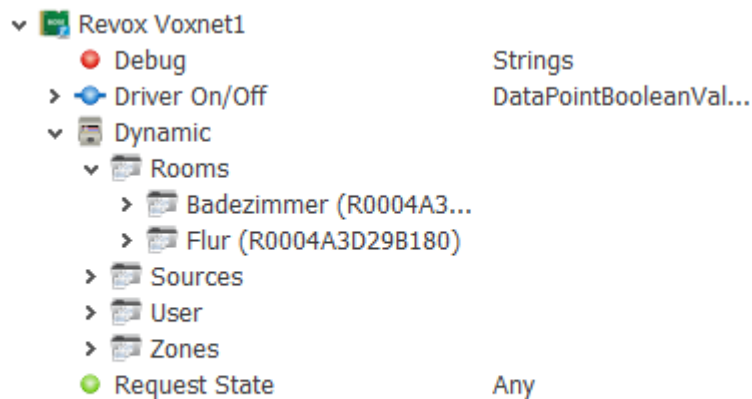 Revox Voxnet1
Debug Strings
Driver On/Off DataPointBooleanVal...
Dynamic
Rooms
Badezimmer (R0004A3...
Flur (R0004A3D29B180)
Sources
User
Zones
Request State Any